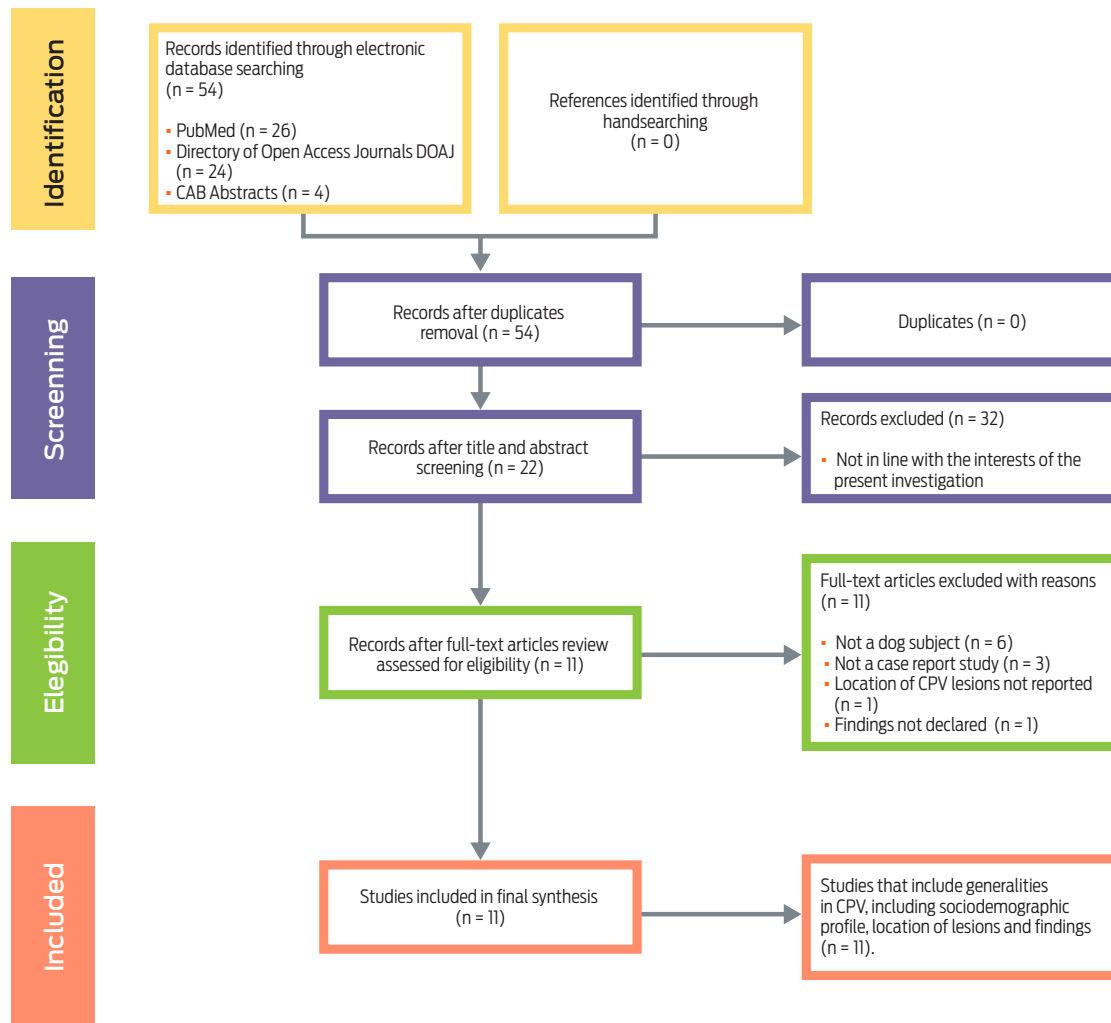 Identification
Records identified through electronic
database searching
(n = 54)
▪ PubMed (n = 26)
▪ Directory of Open Access Journals DOAJ
(n = 24)
▪ CAB Abstracts (n = 4)
References identified through
handsearching
(n = 0)
Screenning
Records after duplicates
removal (n = 54)
Duplicates (n = 0)
Records after title and abstract
screening (n = 22)
Records excluded (n = 32)
▪ Not in line with the interests of the
present investigation
Elegibility
Records after full-text articles review
assessed for eligibility (n = 11)
Full-text articles excluded with reasons
(n = 11)
▪ Not a dog subject (n = 6)
▪ Not a case report study (n = 3)
▪ Location of CPV lesions not reported
(n = 1)
▪ Findings not declared (n = 1)
Included
Studies included in final synthesis
(n = 11)
Studies that include generalities
in CPV, including sociodemographic
profile, location of lesions and findings
(n = 11).